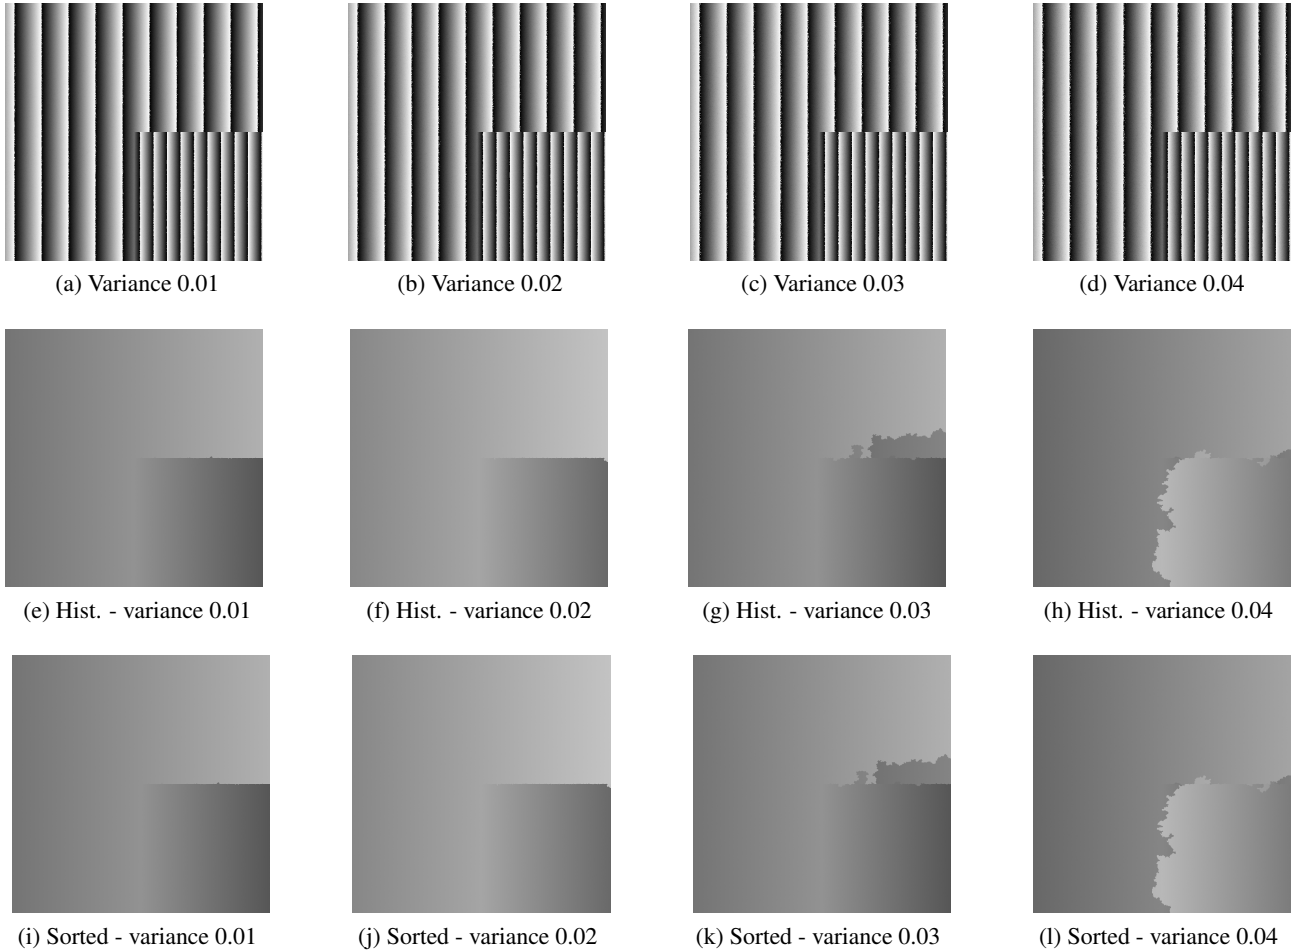 (a) Variance 0.01
(b) Variance 0.02
(c) Variance 0.03
(d) Variance 0.04
(e) Hist. - variance 0.01
(f) Hist. - variance 0.02
(g) Hist. - variance 0.03
(h) Hist. - variance 0.04
(i) Sorted - variance 0.01
(j) Sorted - variance 0.02
(k) Sorted - variance 0.03
(l) Sorted - variance 0.04